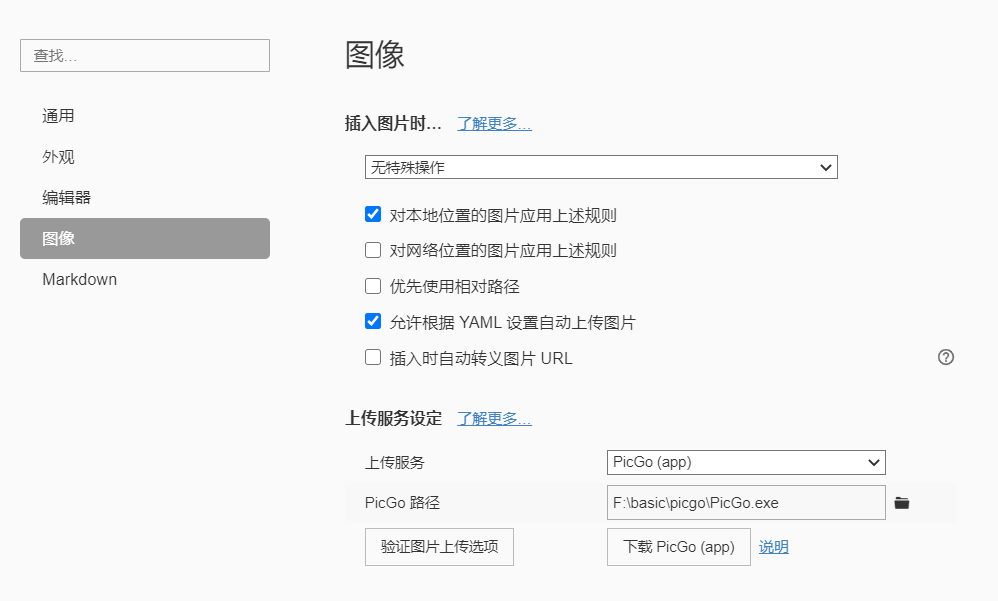 查找...
通用
外观
编辑器
图像
Markdown
图像
插入图片时... 了解更多...
无特殊操作
对本地位置的图片应用上述规则
对网络位置的图片应用上述规则
优先使用相对路径
允许根据 YAML 设置自动上传图片
插入时自动转义图片 URL
上传服务设定 了解更多...
上传服务 PicGo (app)
PicGo 路径 F:\basic\picgo\PicGo.exe
验证图片上传选项 下载 PicGo (app) 说明